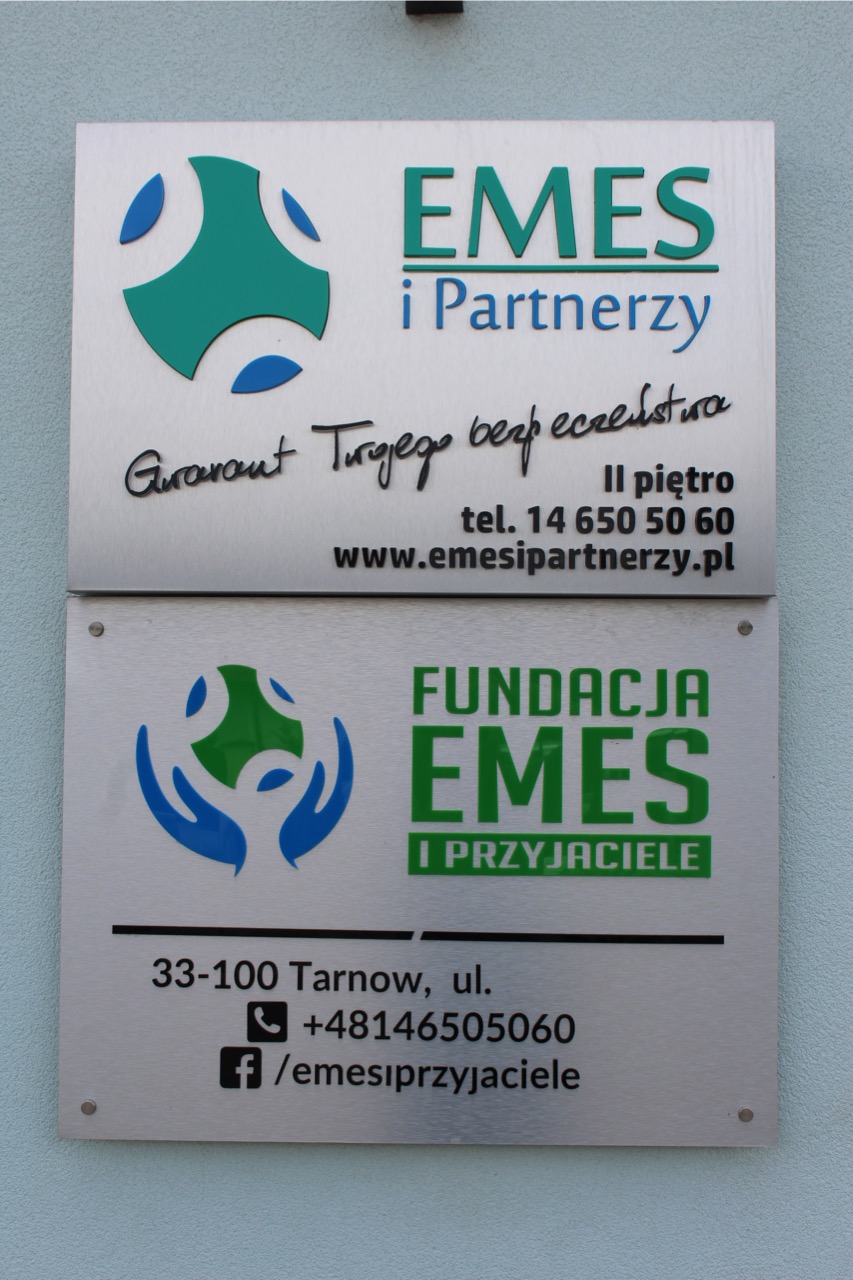 EMES
i Partnerzy
Gwarant Twojego bezpieczeństwa
II piętro
tel. 14 650 50 60
www.emesipartnerzy.pl
FUNDACJA
EMES
I PRZYJACIELE
33-100 Tarnow, ul.
+48146505060
/emesiprzyjaciele